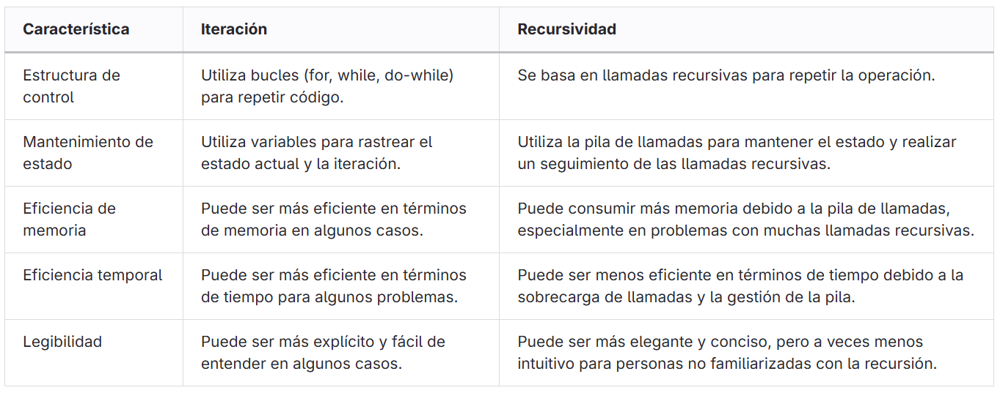 Característica
Iteración
Recursividad
Estructura de
control
Utiliza bucles (for, while, do-while)
para repetir código.
Se basa en llamadas recursivas para repetir la operación.
Mantenimiento de
estado
Utiliza variables para rastrear el
estado actual y la iteración.
Utiliza la pila de llamadas para mantener el estado y realizar
un seguimiento de las llamadas recursivas.
Eficiencia de
memoria
Puede ser más eficiente en términos
de memoria en algunos casos.
Puede consumir más memoria debido a la pila de llamadas,
especialmente en problemas con muchas llamadas recursivas.
Eficiencia temporal
Puede ser más eficiente en términos
de tiempo para algunos problemas.
Puede ser menos eficiente en términos de tiempo debido a la
sobrecarga de llamadas y la gestión de la pila.
Legibilidad
Puede ser más explícito y fácil de
entender en algunos casos.
Puede ser más elegante y conciso, pero a veces menos
intuitivo para personas no familiarizadas con la recursión.